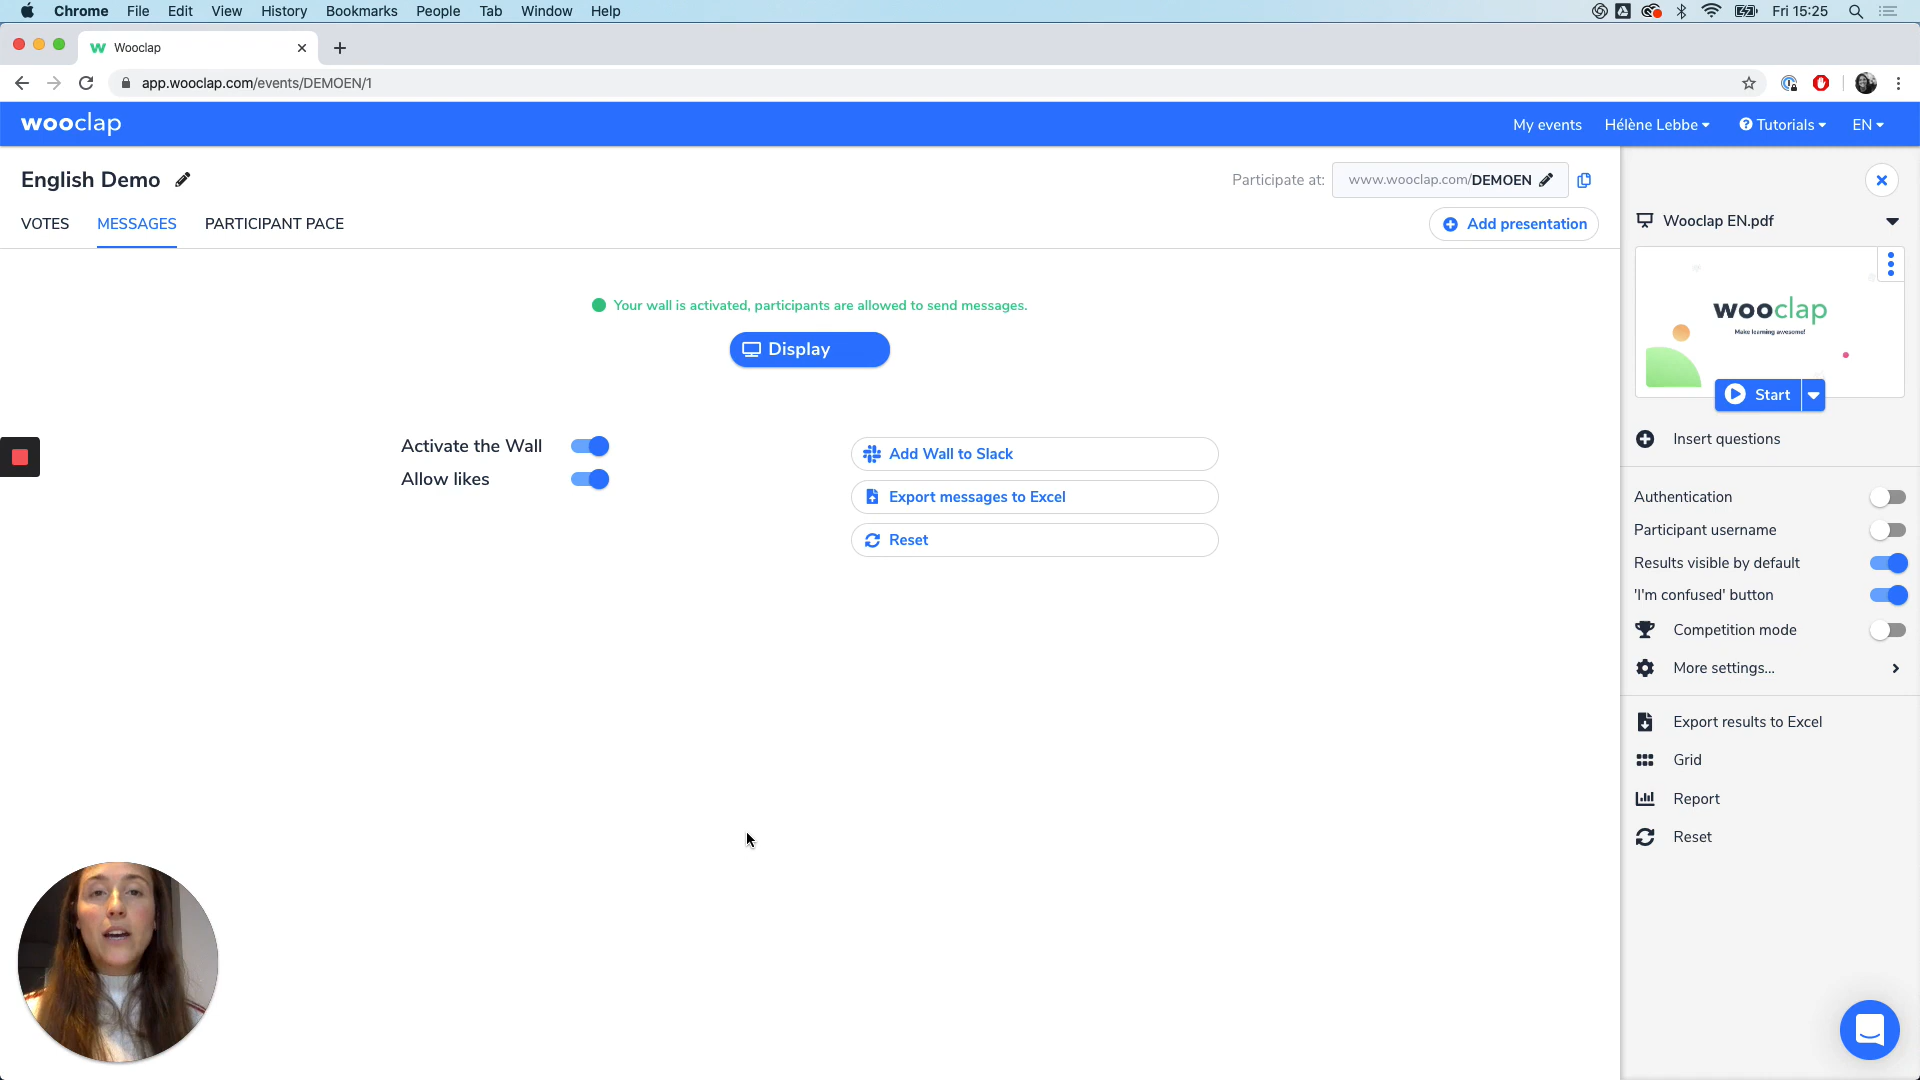 Chrome File Edit View History Bookmarks People Tab Window Help Fri 15:25
Wooclap
app.wooclap.com/events/DEMOEN/1
wooclap My events Hélène Lebbe Tutorials EN
English Demo Participate at: www.wooclap.com/DEMOEN
VOTES MESSAGES PARTICIPANT PACE Add presentation
Your wall is activated, participants are allowed to send messages.
Display
Activate the Wall
Allow likes
Add Wall to Slack
Export messages to Excel
Reset
Wooclap EN.pdf
wooclap
Make learning awesome!
Start
Insert questions
Authentication
Participant username
Results visible by default
'I'm confused' button
Competition mode
More settings...
Export results to Excel
Grid
Report
Reset